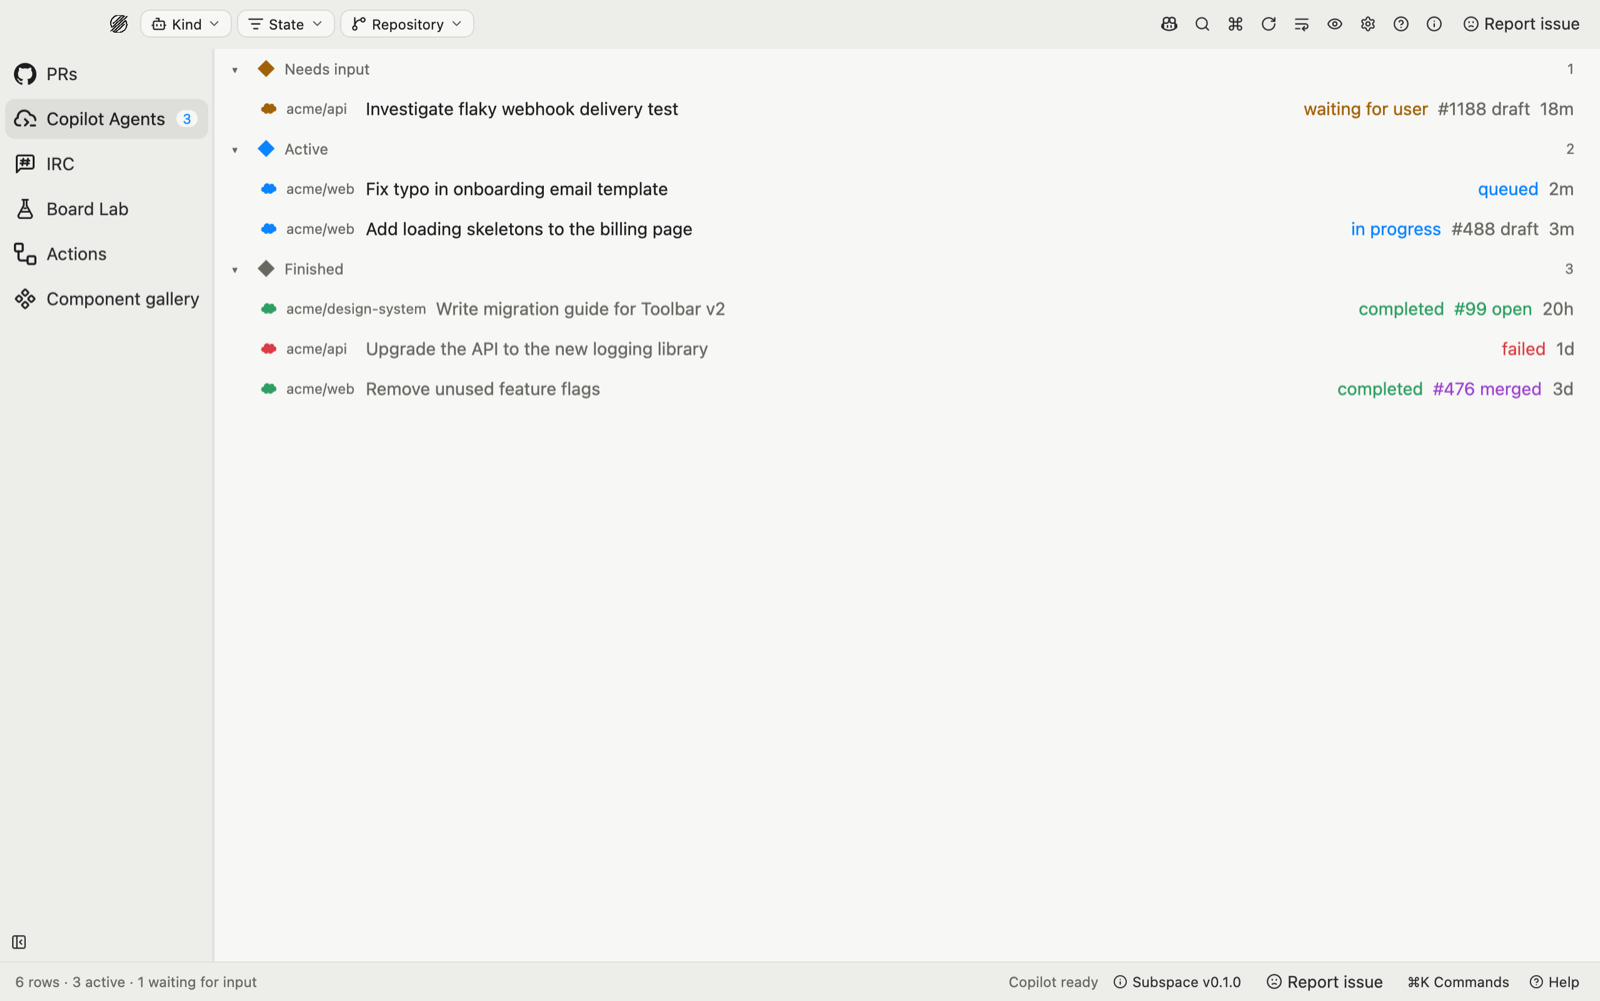 Kind State Repository Report issue
PRs
Copilot Agents 3
IRC
Board Lab
Actions
Component gallery
Needs input 1
acme/api Investigate flaky webhook delivery test waiting for user #1188 draft 18m
Active 2
acme/web Fix typo in onboarding email template queued 2m
acme/web Add loading skeletons to the billing page in progress #488 draft 3m
Finished 3
acme/design-system Write migration guide for Toolbar v2 completed #99 open 20h
acme/api Upgrade the API to the new logging library failed 1d
acme/web Remove unused feature flags completed #476 merged 3d
6 rows · 3 active · 1 waiting for input Copilot ready Subspace v0.1.0 Report issue ⌘K Commands Help